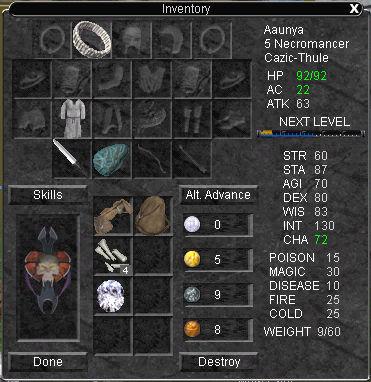 Inventory X
Aaunya
5 Necromancer
Cazic-Thule
HP 92/92
AC 22
ATK 63
NEXT LEVEL
STR 60
STA 87
AGI 70
DEX 80
WIS 83
INT 130
CHA 72
POISON 15
MAGIC 30
DISEASE 10
FIRE 25
COLD 25
WEIGHT 9/60
Skills
Alt. Advance
0
5
4
9
8
Done
Destroy